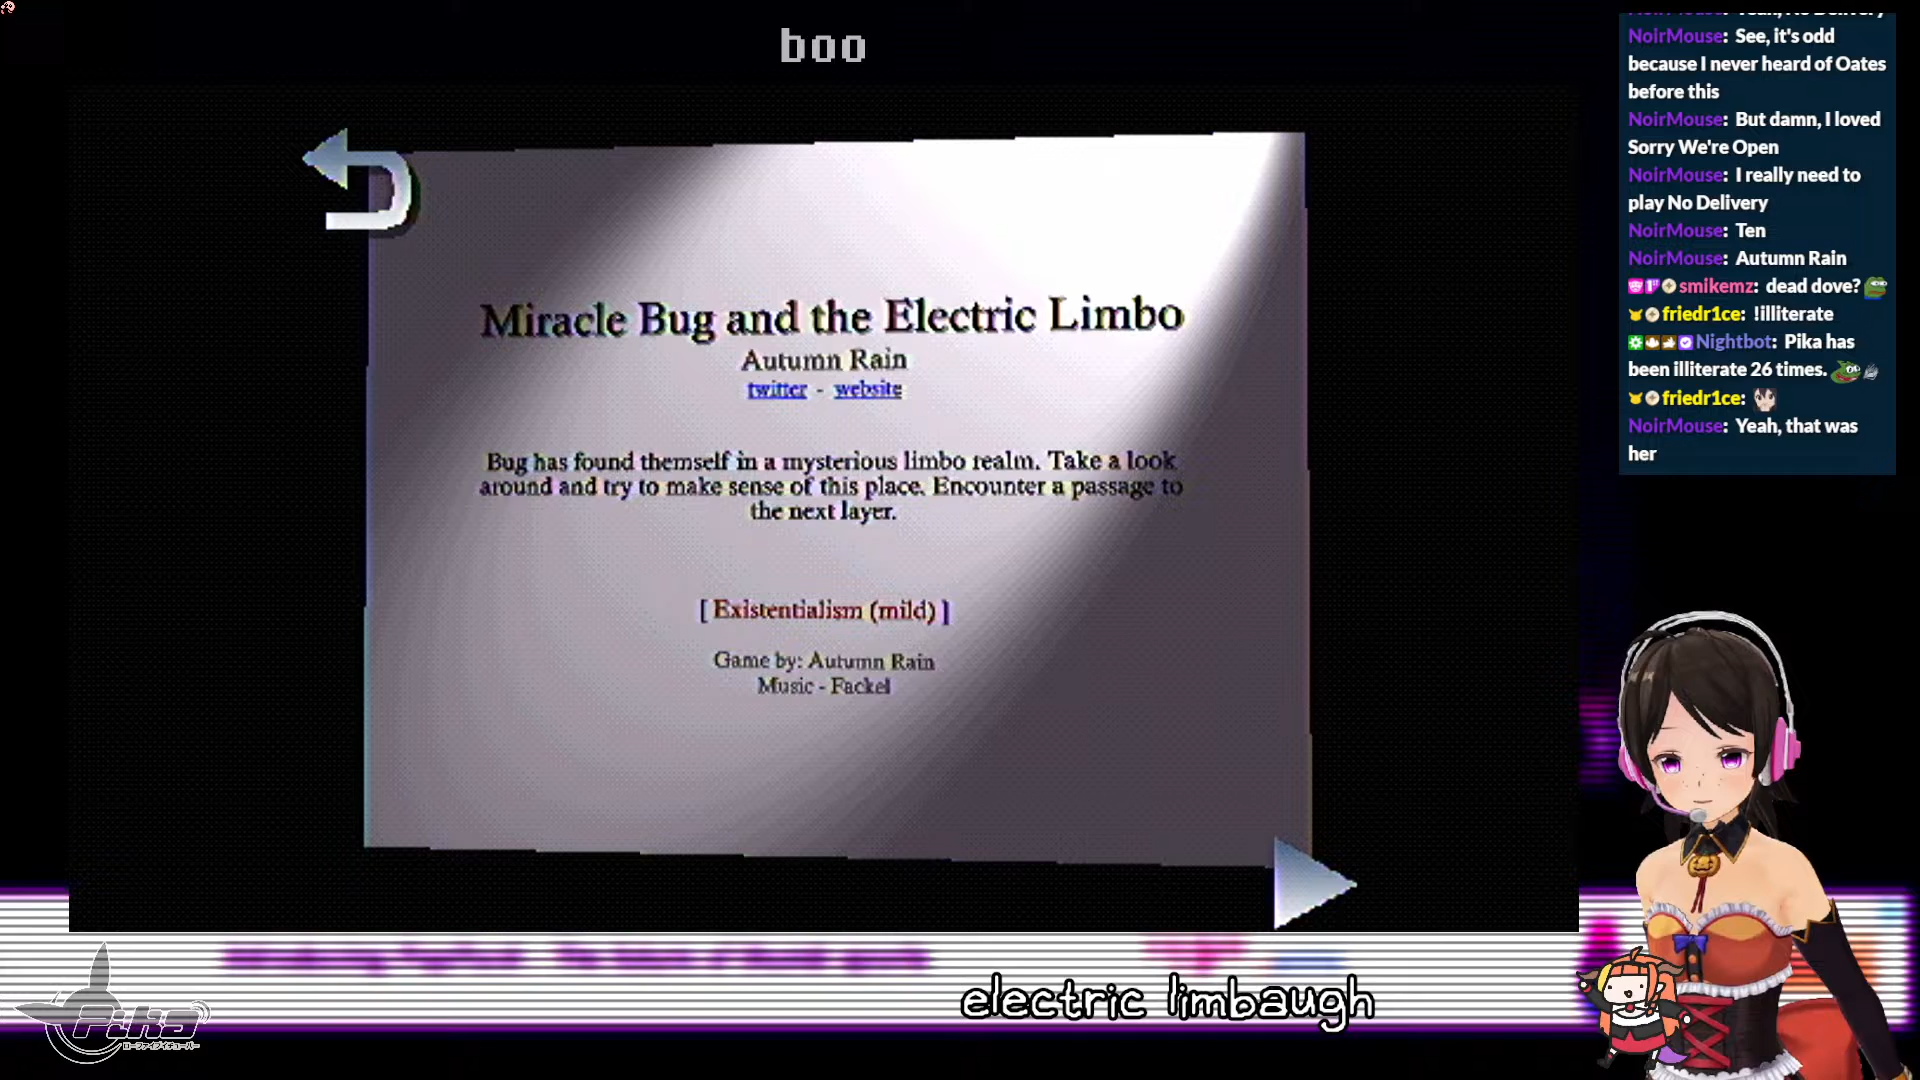 boo
Miracle Bug and the Electric Limbo
Autumn Rain
twitter - website
Bug has found themself in a mysterious limbo realm. Take a look
around and try to make sense of this place. Encounter a passage to
the next layer.
[ Existentialism (mild) ]
Game by: Autumn Rain
Music - Fackel
NoirMouse: Yeah, No Delivery
NoirMouse: See, it's odd
because I never heard of Oates
before this
NoirMouse: But damn, I loved
Sorry We're Open
NoirMouse: I really need to
play No Delivery
NoirMouse: Ten
NoirMouse: Autumn Rain
smikemz: dead dove?
friedr1ce: !illiterate
Nightbot: Pika has
been illiterate 26 times.
friedr1ce:
NoirMouse: Yeah, that was
her
electric limbaugh
Pika